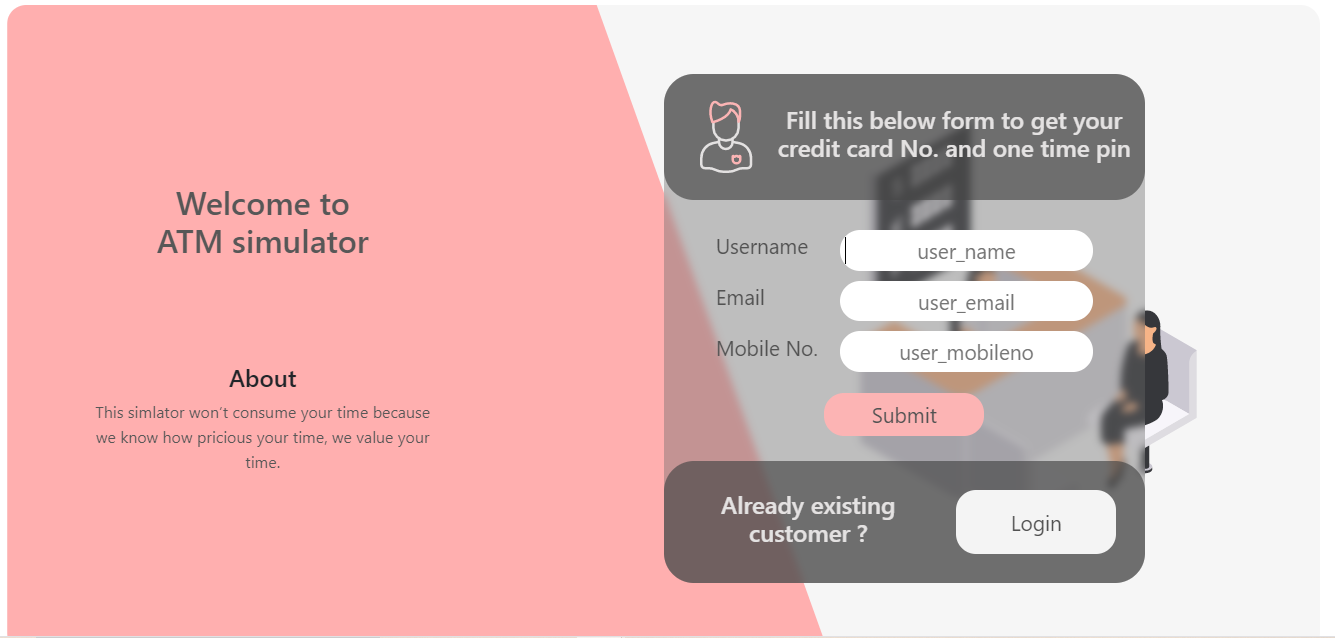 Welcome to
ATM simulator
About
This simlator won't consume your time because
we know how pricious your time, we value your
time.
Fill this below form to get your
credit card No. and one time pin
Username
user_name
Email
user_email
Mobile No.
user_mobileno
Submit
Already existing
customer ?
Login